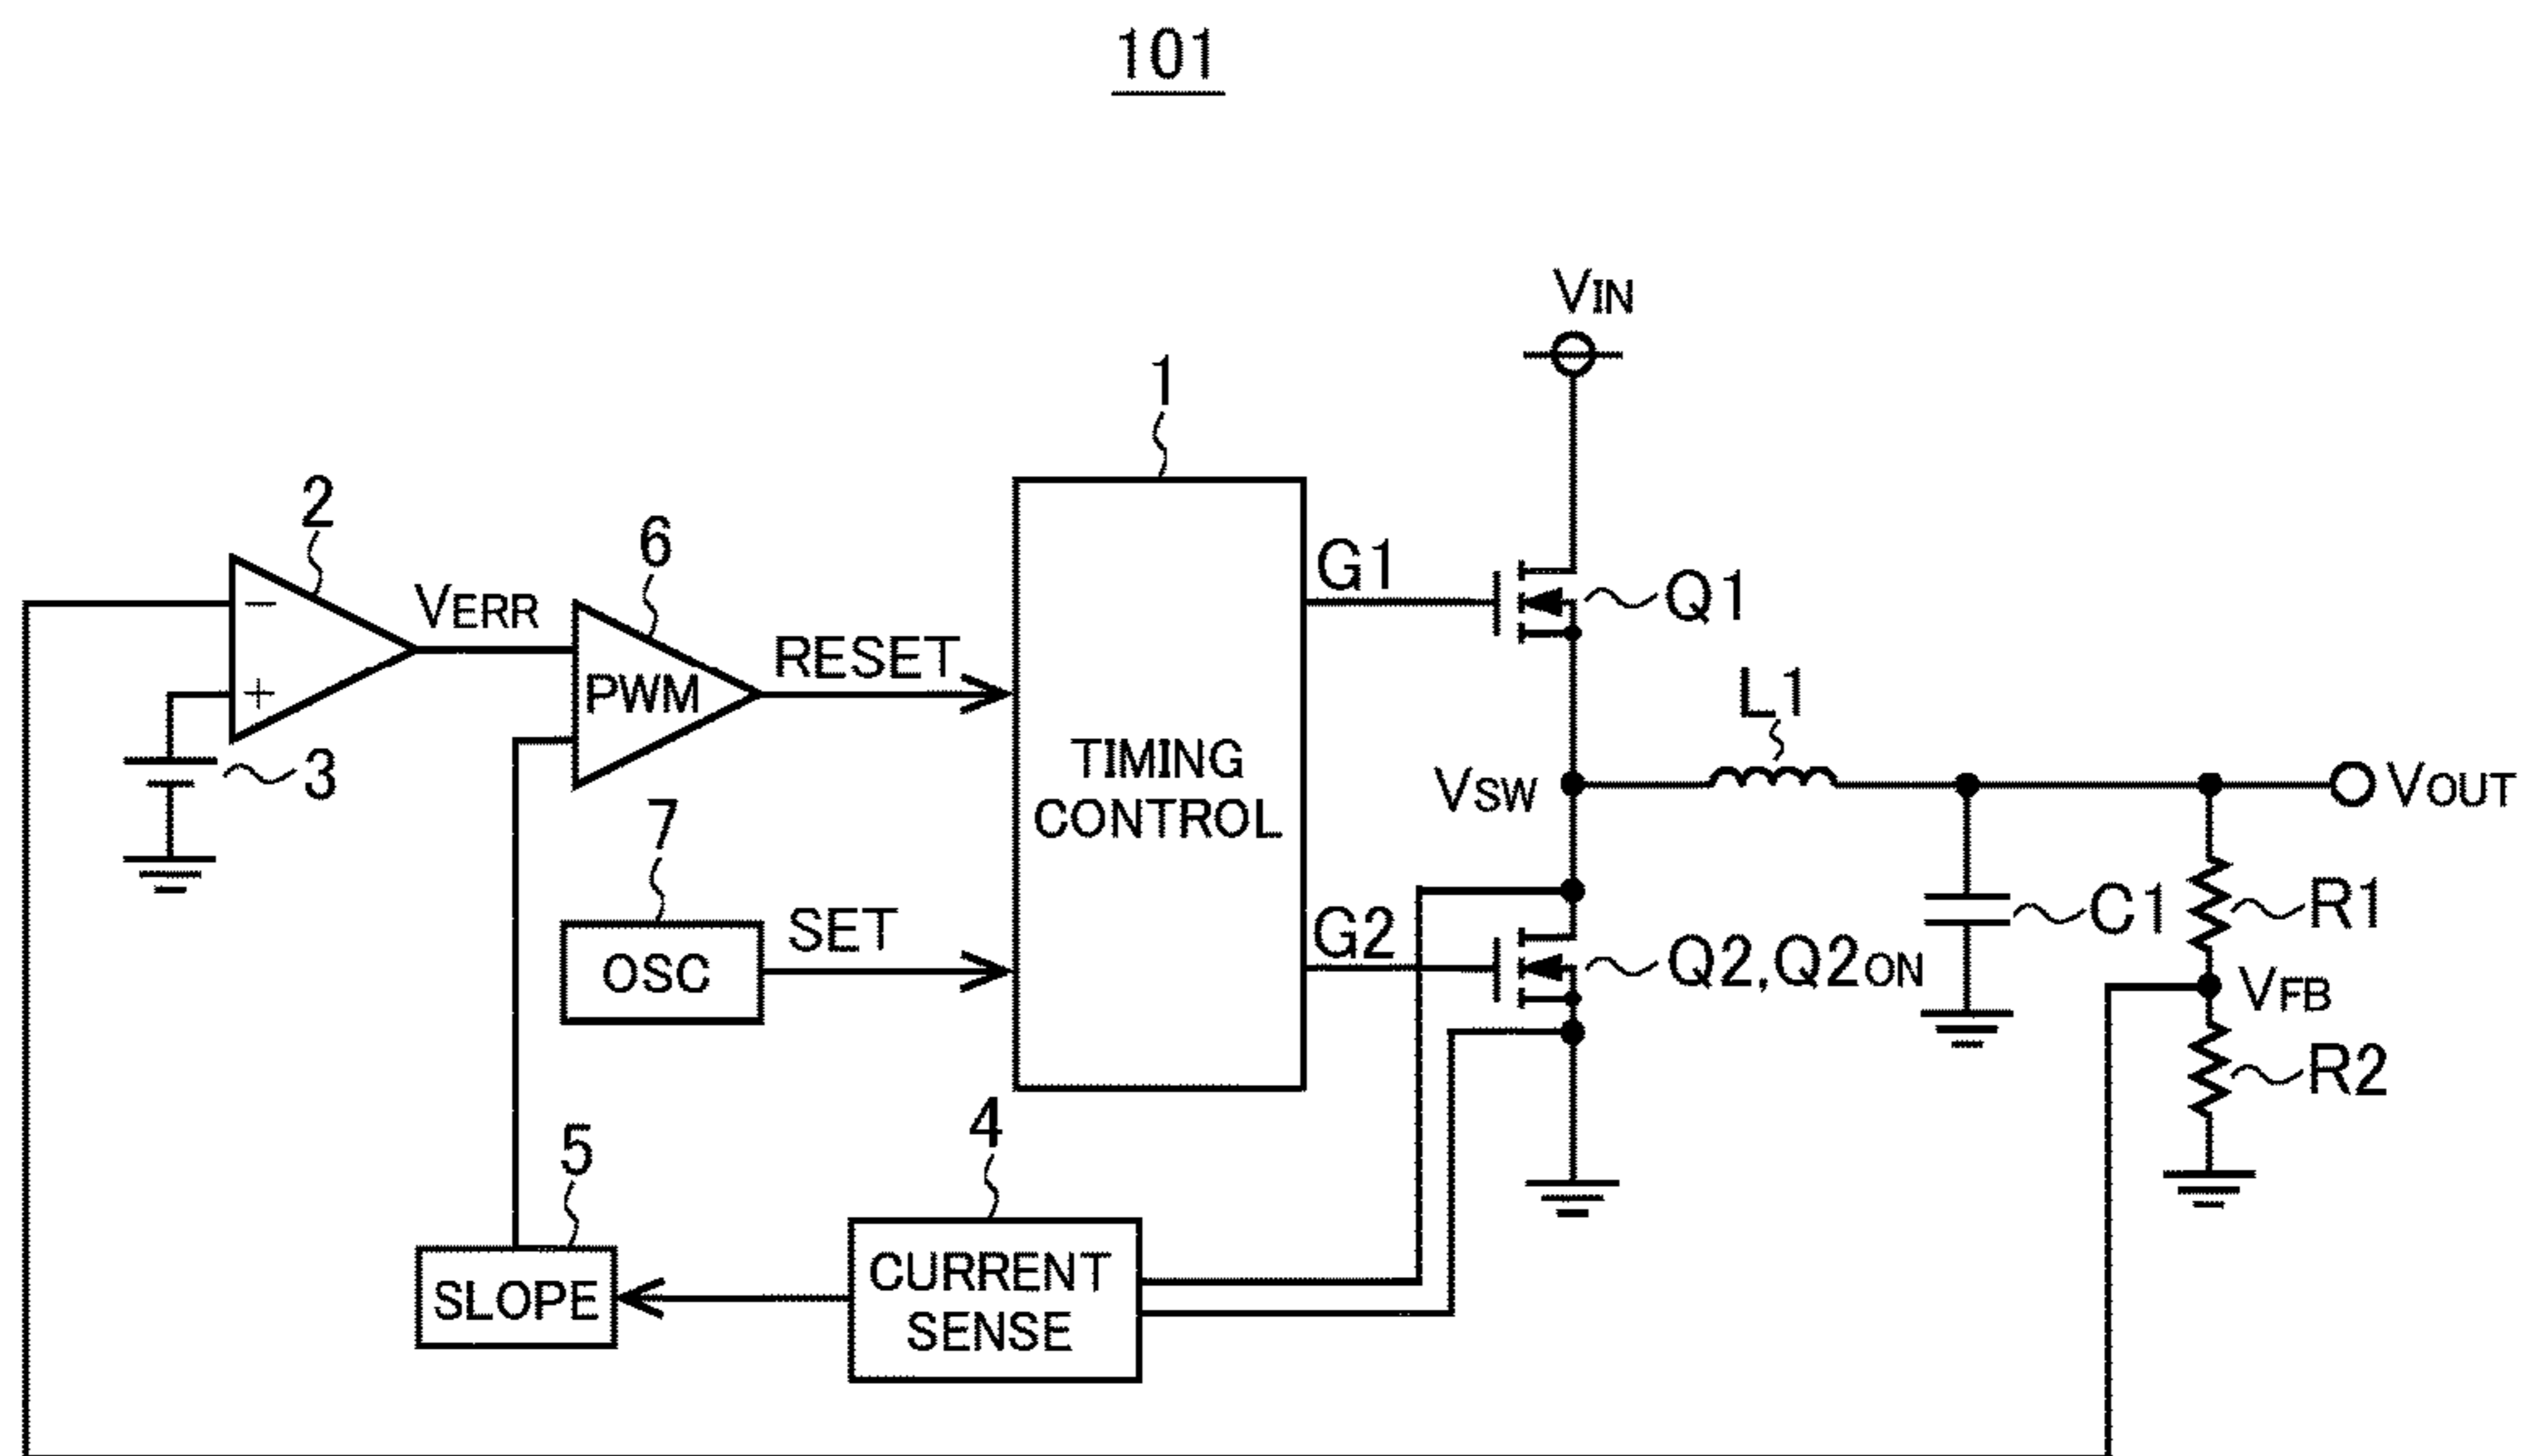 101
VIN
1
2
6
VERR
G1
Q1
RESET
PWM
L1
−
+
3
TIMING
CONTROL
VSW
VOUT
7
SET
G2
OSC
Q2,Q2ON
C1
R1
VFB
R2
4
5
CURRENT
SENSE
SLOPE